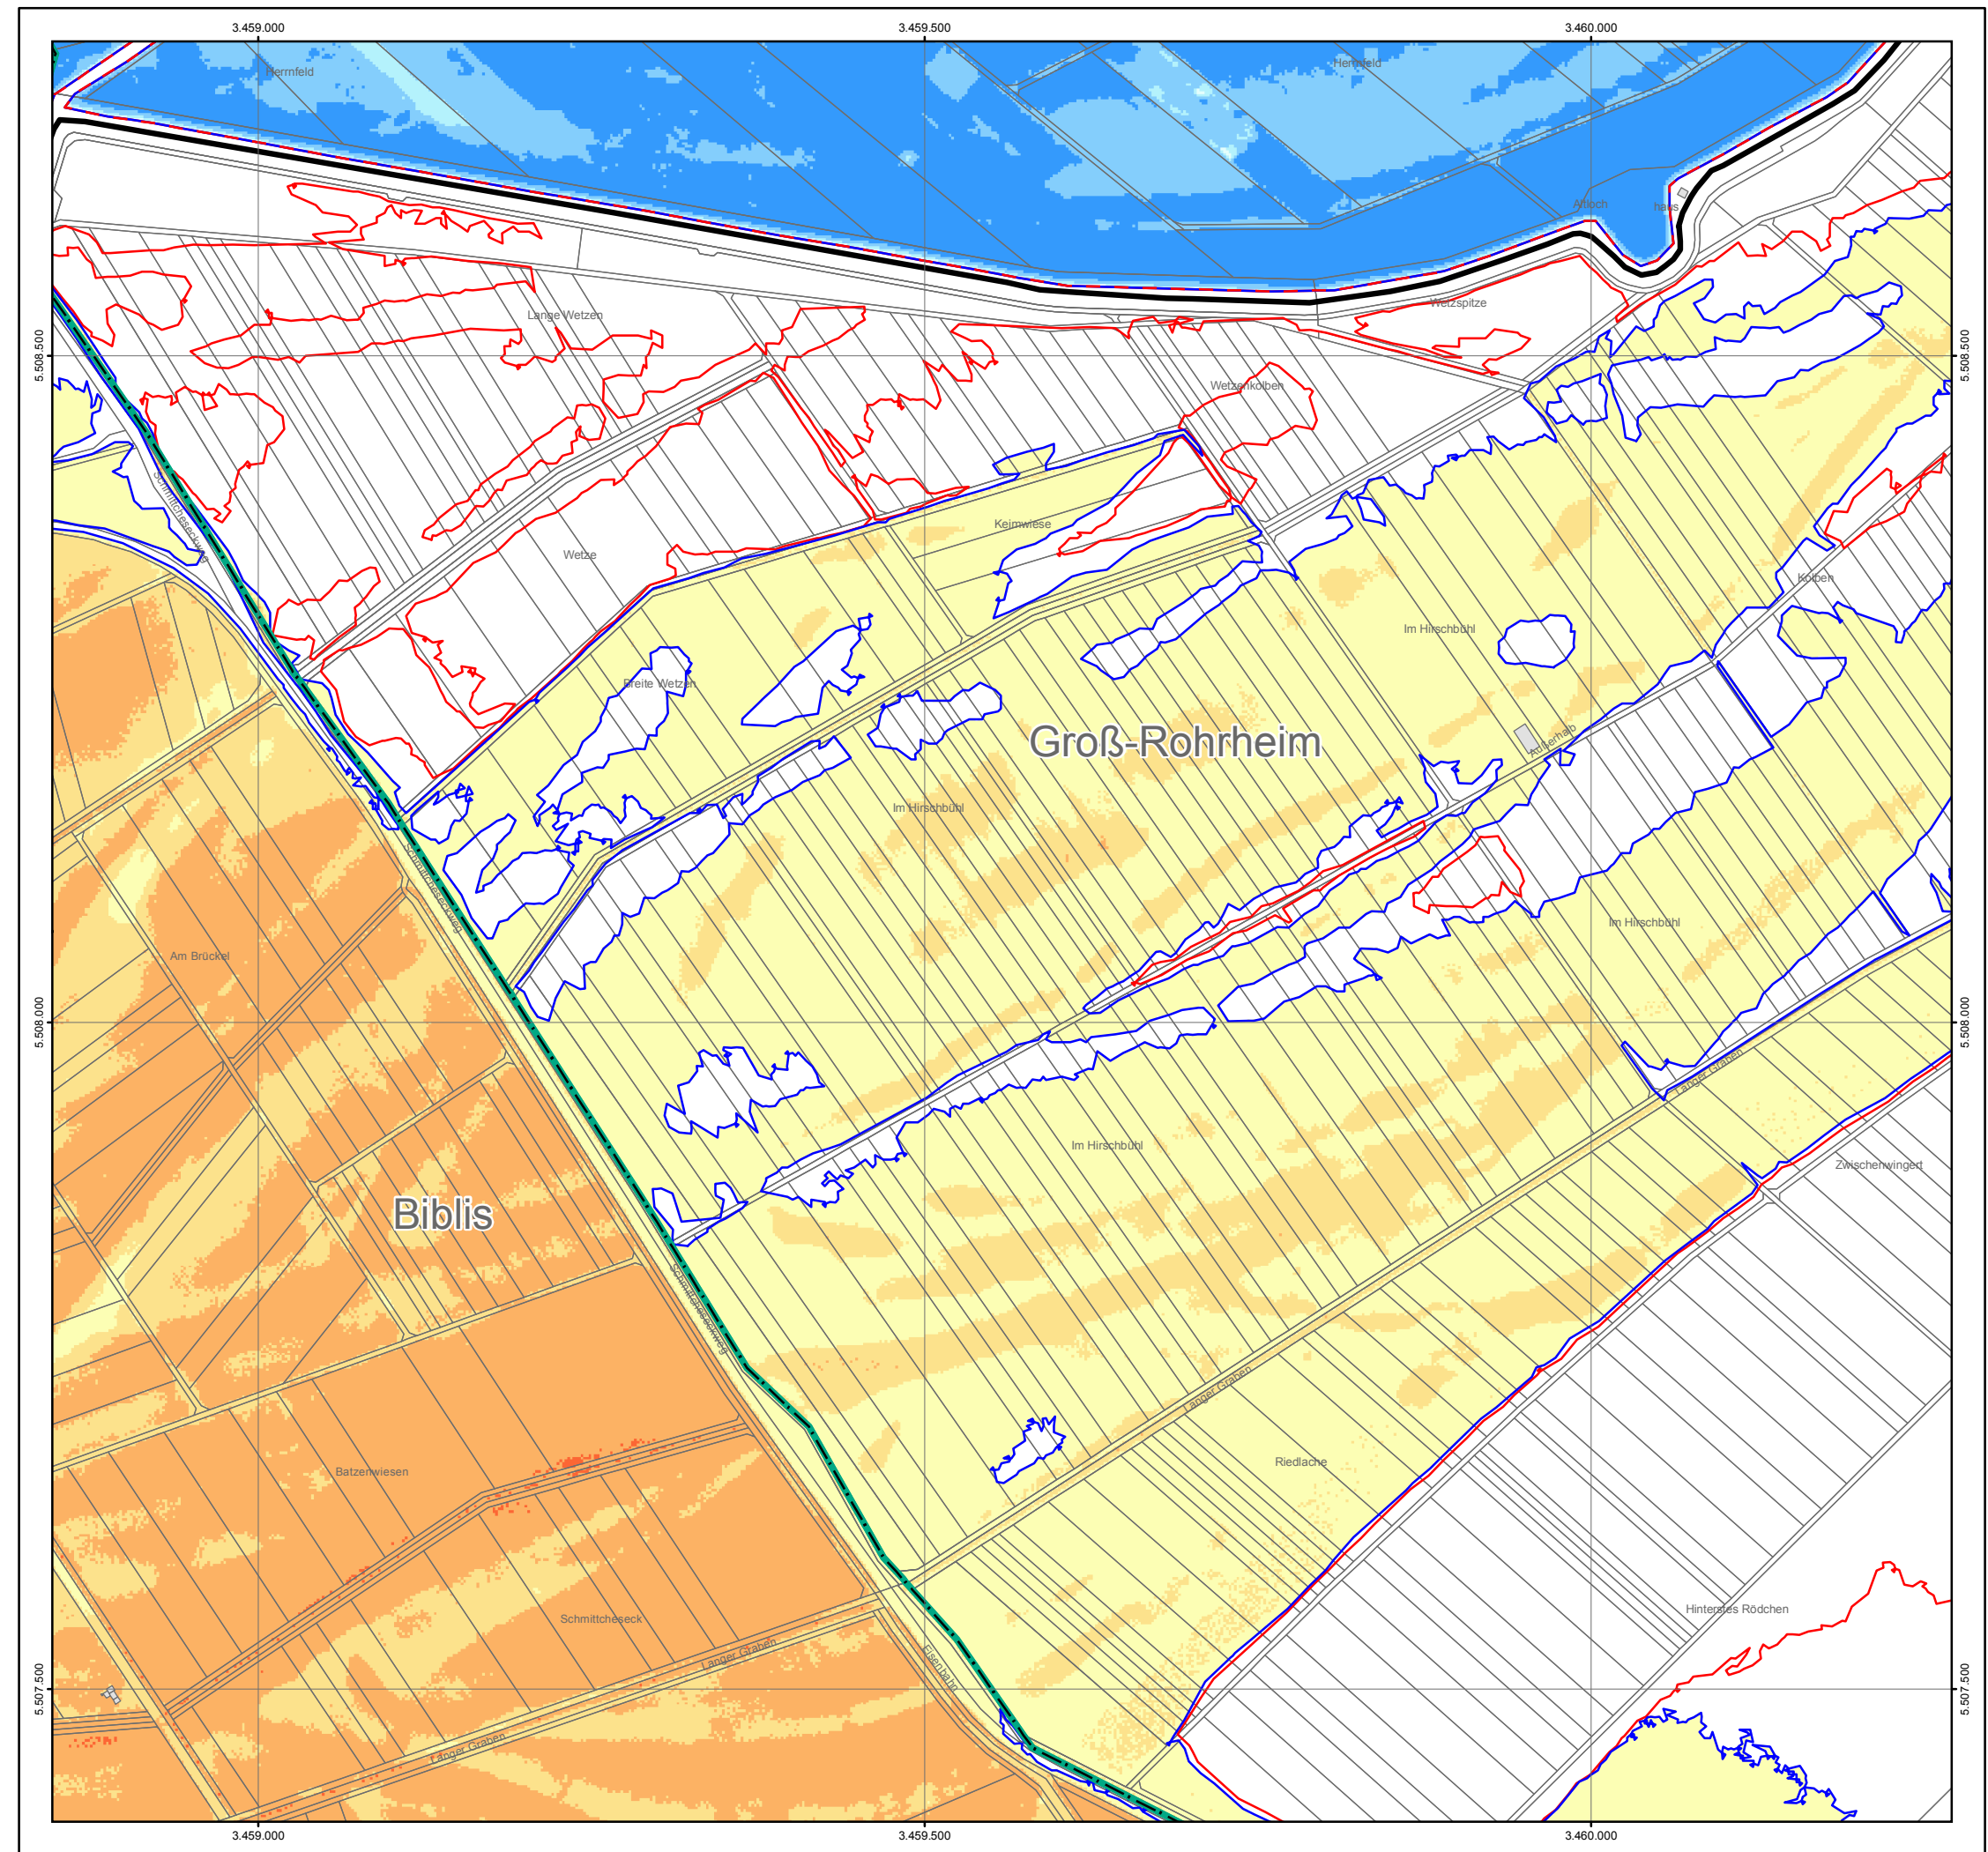 3.459.000
3.459.500
3.460.000
Herrnfeld
Herrnfeld
Altloch
haus
Wetzspitze
Lange Wetzen
5.508.500
5.508.500
Wetzenkolben
Schmittcheseckweg
Keimwiese
Wetze
Kolben
Im Hirschbühl
Breite Wetzen
Groß-Rohrheim
Außerhalb
Im Hirschbühl
Schmittcheseckweg
Im Hirschbühl
Am Brückel
5.508.000
5.508.000
Langer Graben
Im Hirschbühl
Zwischenwingert
Biblis
Schmittcheseckweg
Langer Graben
Riedlache
Batzenwiesen
Hinterstes Rödchen
Schmittcheseck
Langer Graben
Eisenbahn
5.507.500
5.507.500
Langer Graben
3.459.000
3.459.500
3.460.000